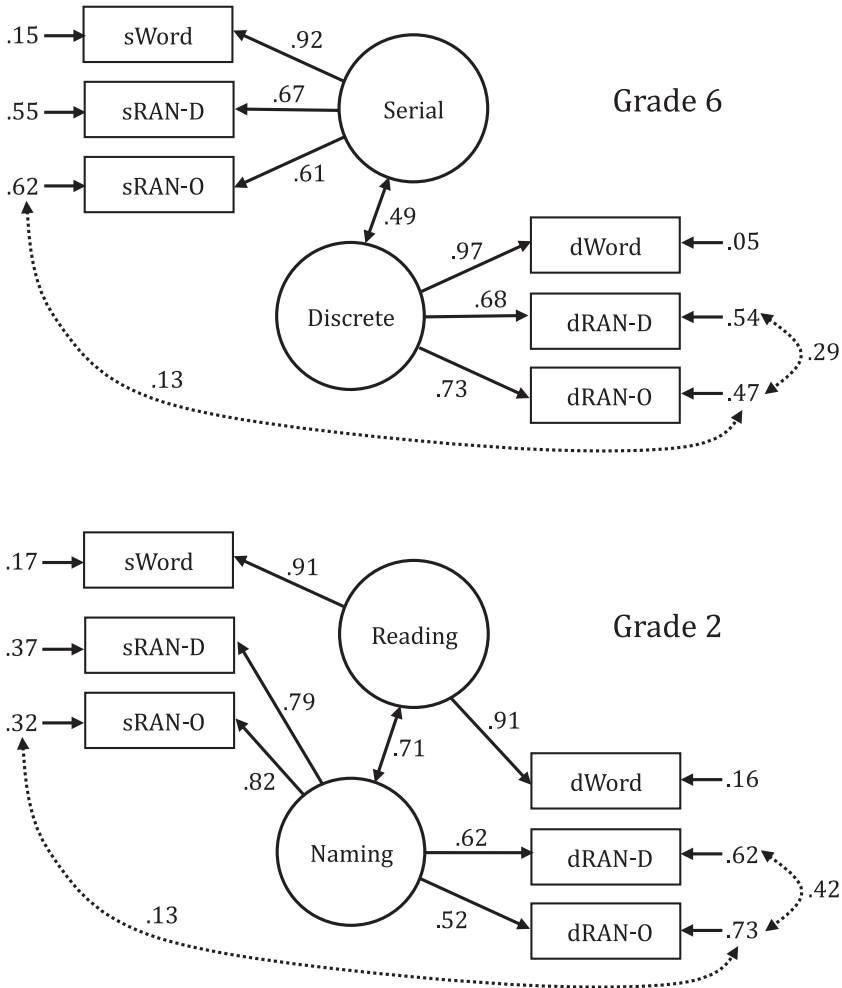 .15 sWord .92
.55 sRAN-D .67 Serial Grade 6
.62 sRAN-O .61
.49
.97 dWord .05
Discrete .68 dRAN-D .54
.29
.13 .73 dRAN-O .47
.17 sWord .91
Reading Grade 2
.37 sRAN-D
.79
.32 sRAN-O .91
.71
.82 dWord .16
Naming .62 dRAN-D .62
.42
.13 .52 dRAN-O .73